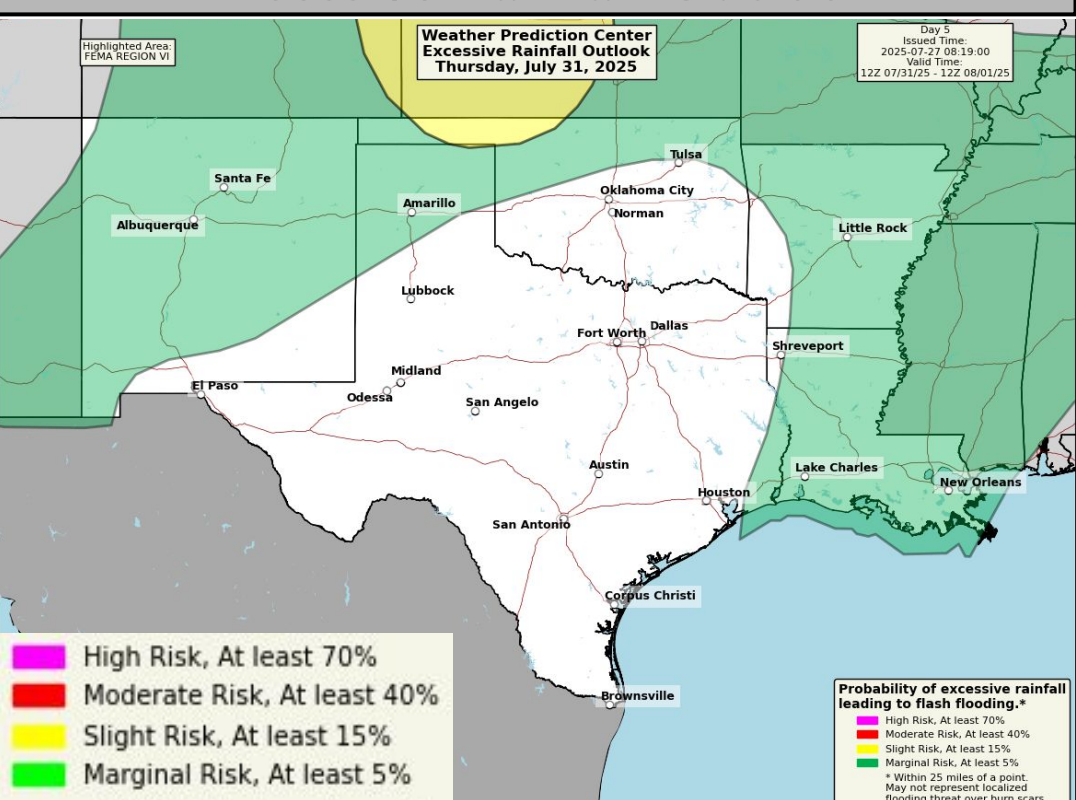 Highlighted Area:
FEMA REGION VI
Weather Prediction Center
Excessive Rainfall Outlook
Thursday, July 31, 2025
Day 5
Issued Time:
2025-07-27 08:19:00
Valid Time:
12Z 07/31/25 - 12Z 08/01/25
Tulsa
Santa Fe
Oklahoma City
Amarillo
Norman
Albuquerque
Little Rock
Lubbock
Dallas
Fort Worth
Shreveport
Midland
El Paso
Odessa
San Angelo
Austin
Lake Charles
New Orleans
Houston
San Antonio
Corpus Christi
Brownsville
High Risk, At least 70%
Moderate Risk, At least 40%
Slight Risk, At least 15%
Marginal Risk, At least 5%
Probability of excessive rainfall
leading to flash flooding.*
High Risk, At least 70%
Moderate Risk, At least 40%
Slight Risk, At least 15%
Marginal Risk, At least 5%
* Within 25 miles of a point.
May not represent localized
flooding threat over burn scars